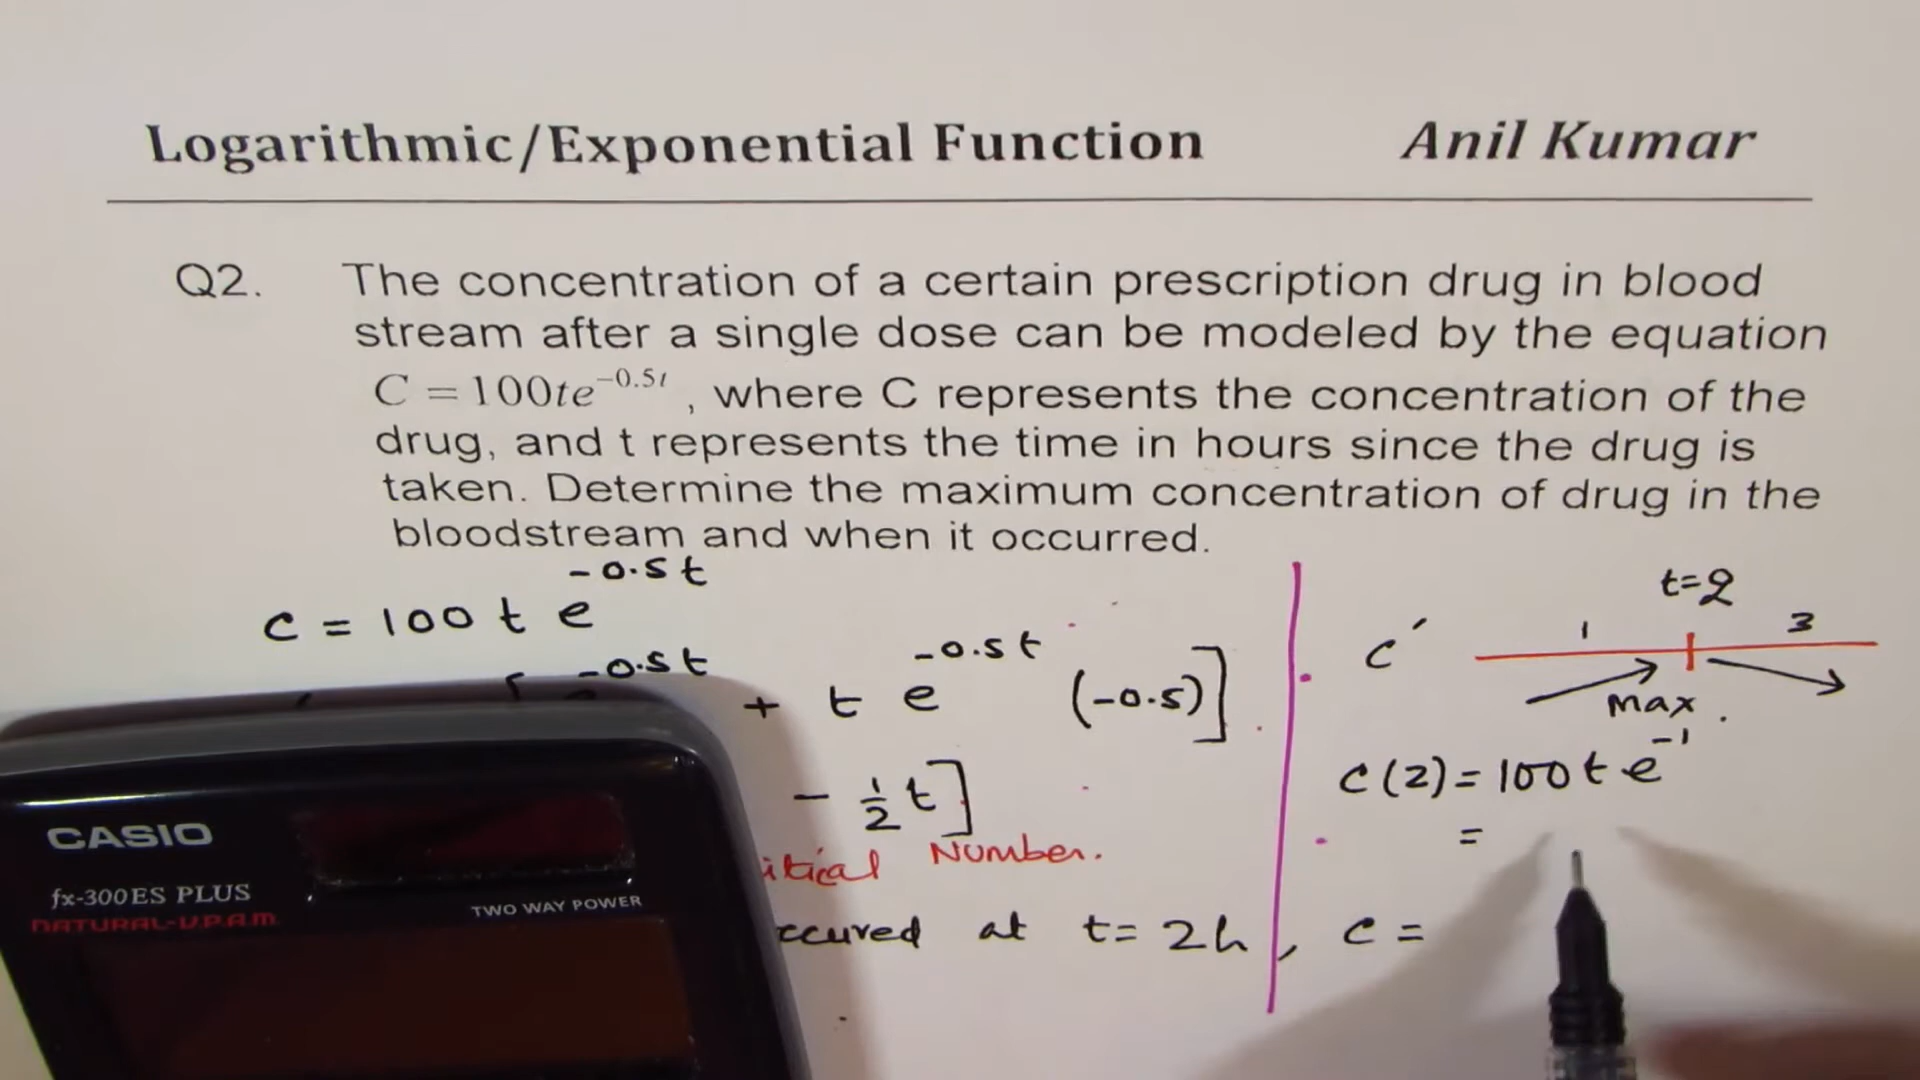 Logarithmic/Exponential Function Anil Kumar
Q2. The concentration of a certain prescription drug in blood
stream after a single dose can be modeled by the equation
C = 100te^{-0.5t} , where C represents the concentration of the
drug, and t represents the time in hours since the drug is
taken. Determine the maximum concentration of drug in the
bloodstream and when it occurred.
C = 100 t e^{-0.5t}
e^{-0.5t} + t e^{-0.5t} (-0.5)]
- 1/2 t]
itical Number.
ccured at t = 2h , C =
t=2
C' 1 3
Max.
C(2) = 100 t e^{-1}
=
CASIO
fx-300ES PLUS
NATURAL-V.P.A.M.
TWO WAY POWER